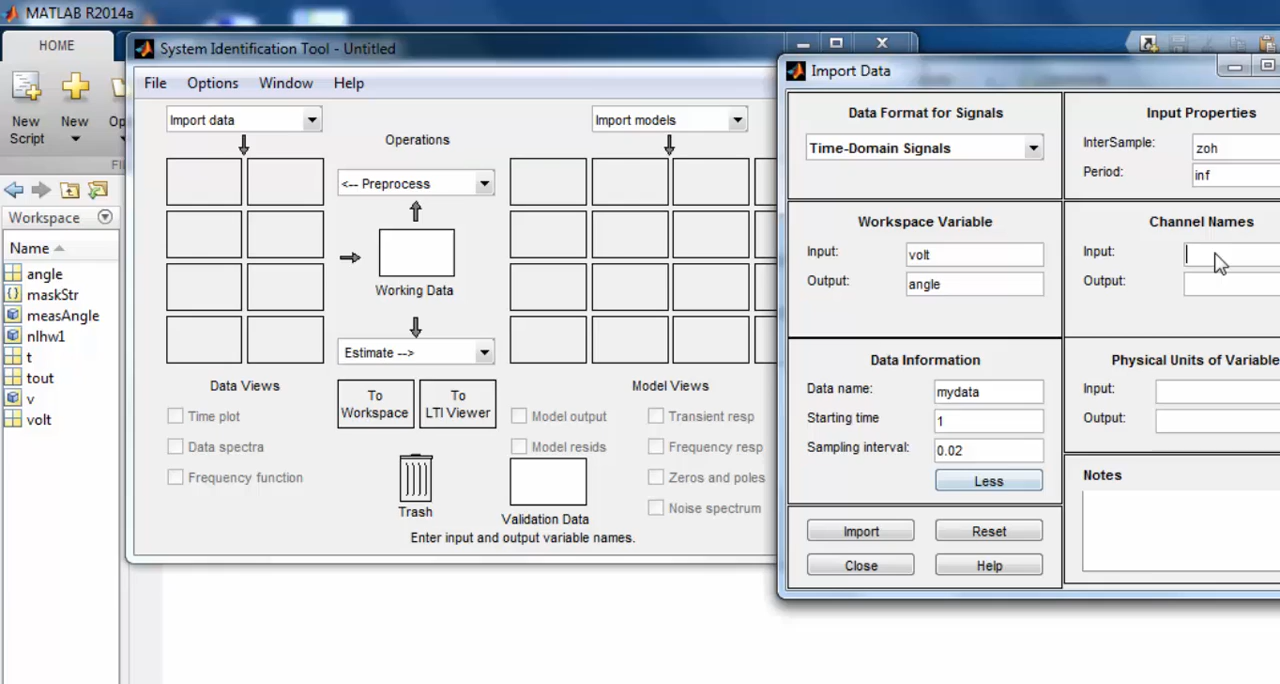 MATLAB R2014a
HOME
New
Script
New
Op
FI
Workspace
Name
angle
maskStr
measAngle
nlhw1
t
tout
v
volt
System Identification Tool - Untitled
File Options Window Help
Import data
Import models
Operations
<-- Preprocess
Working Data
Estimate -->
Data Views
To
Workspace
To
LTI Viewer
Model Views
Time plot
Data spectra
Frequency function
Model output
Model resids
Transient resp
Frequency resp
Zeros and poles
Noise spectrum
Trash
Validation Data
Enter input and output variable names.
Import Data
Data Format for Signals
Time-Domain Signals
Workspace Variable
Input: volt
Output: angle
Data Information
Data name: mydata
Starting time 1
Sampling interval: 0.02
Less
Import Reset
Close Help
Input Properties
InterSample: zoh
Period: inf
Channel Names
Input:
Output:
Physical Units of Variable
Input:
Output:
Notes